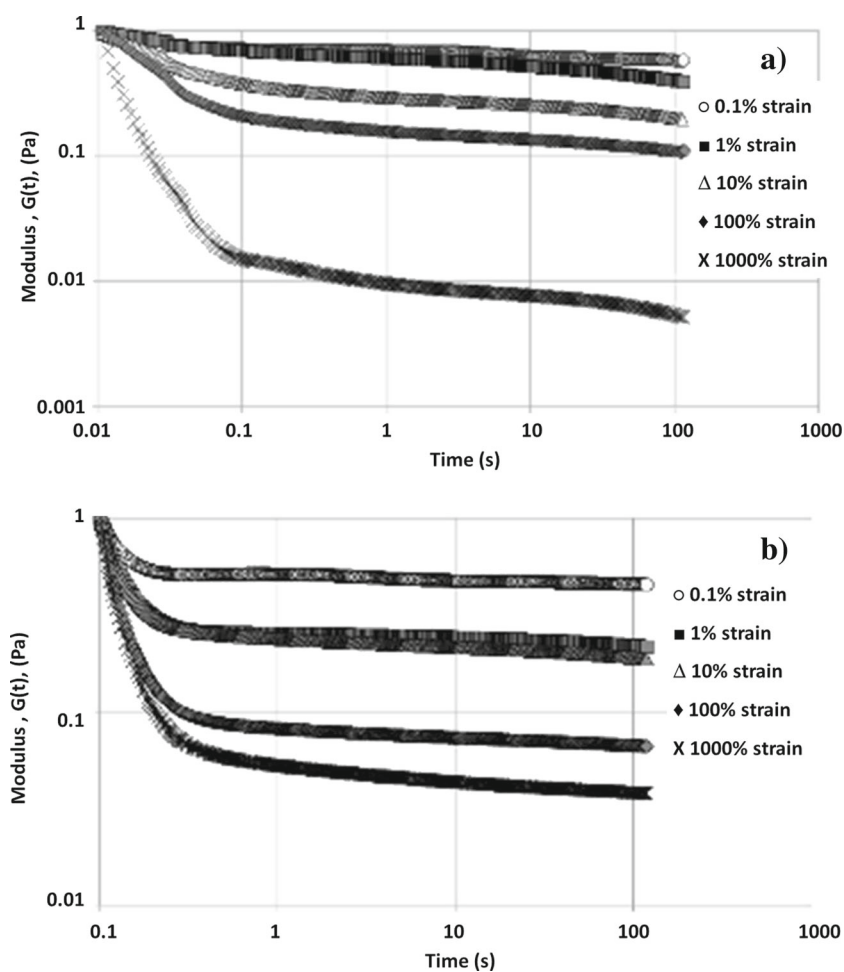 1
a)
0.1% strain
1% strain
0.1
10% strain
100% strain
X 1000% strain
0.01
0.001
Modulus , G(t), (Pa)
0.01 0.1 1 10 100 1000
Time (s)
1
b)
0.1% strain
1% strain
10% strain
0.1
100% strain
X 1000% strain
0.01
Modulus , G(t), (Pa)
0.1 1 10 100 1000
Time (s)